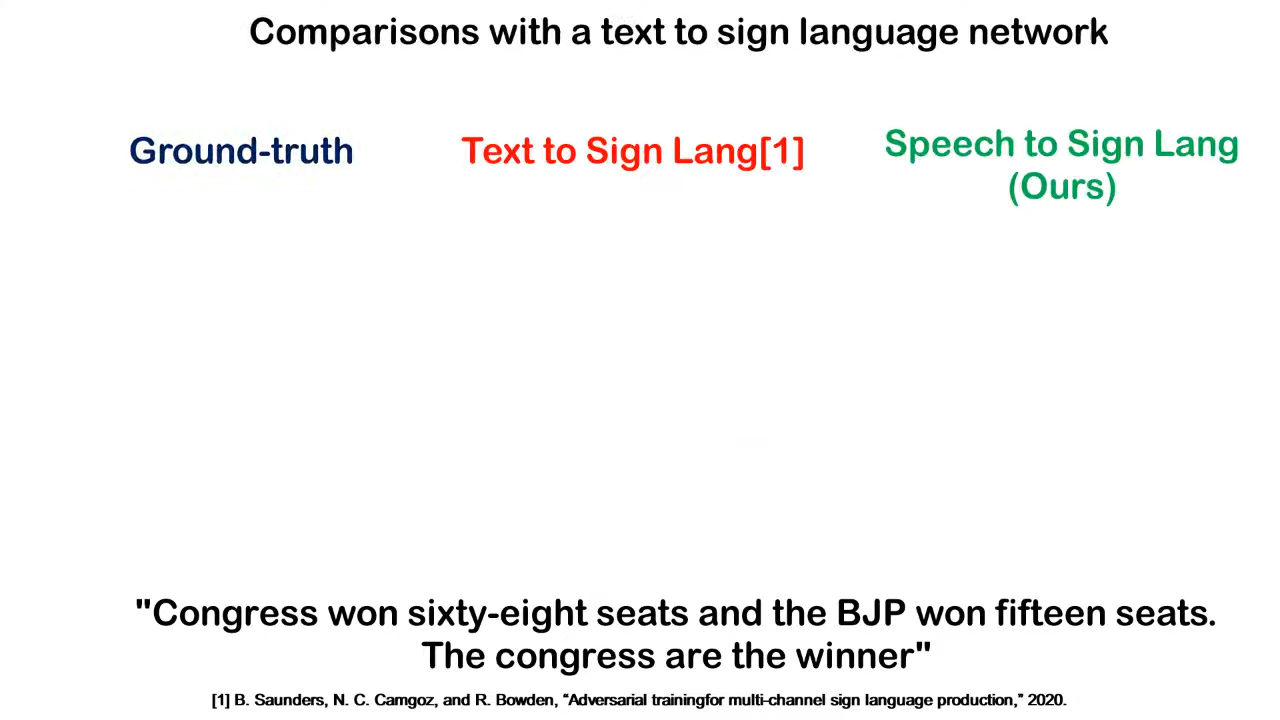 Comparisons with a text to sign language network
Ground-truth
Text to Sign Lang[1]
Speech to Sign Lang
(Ours)
"Congress won sixty-eight seats and the BJP won fifteen seats.
The congress are the winner"
[1] B. Saunders, N. C. Camgoz, and R. Bowden, “Adversarial trainingfor multi-channel sign language production,” 2020.